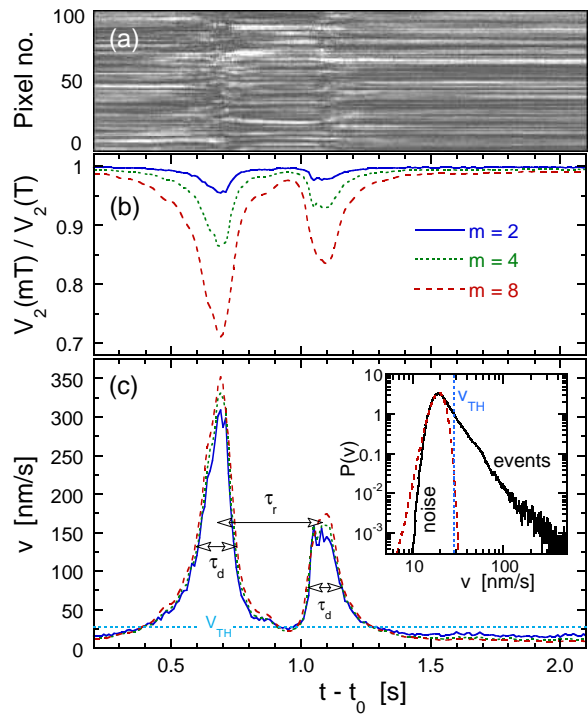 100
(a)
Pixel no.
50
0
1
(b)
V₂(mT) / V₂(T)
0.9
m = 2
m = 4
0.8
m = 8
0.7
(c)
350
300
250
200
150
100
50
0
v [nm/s]
τr
τd
τd
VTH
10
1
0.1
10⁻²
10⁻³
P(v)
vTH
events
noise
10
100
v [nm/s]
0.5
1.0
1.5
2.0
t - t₀ [s]